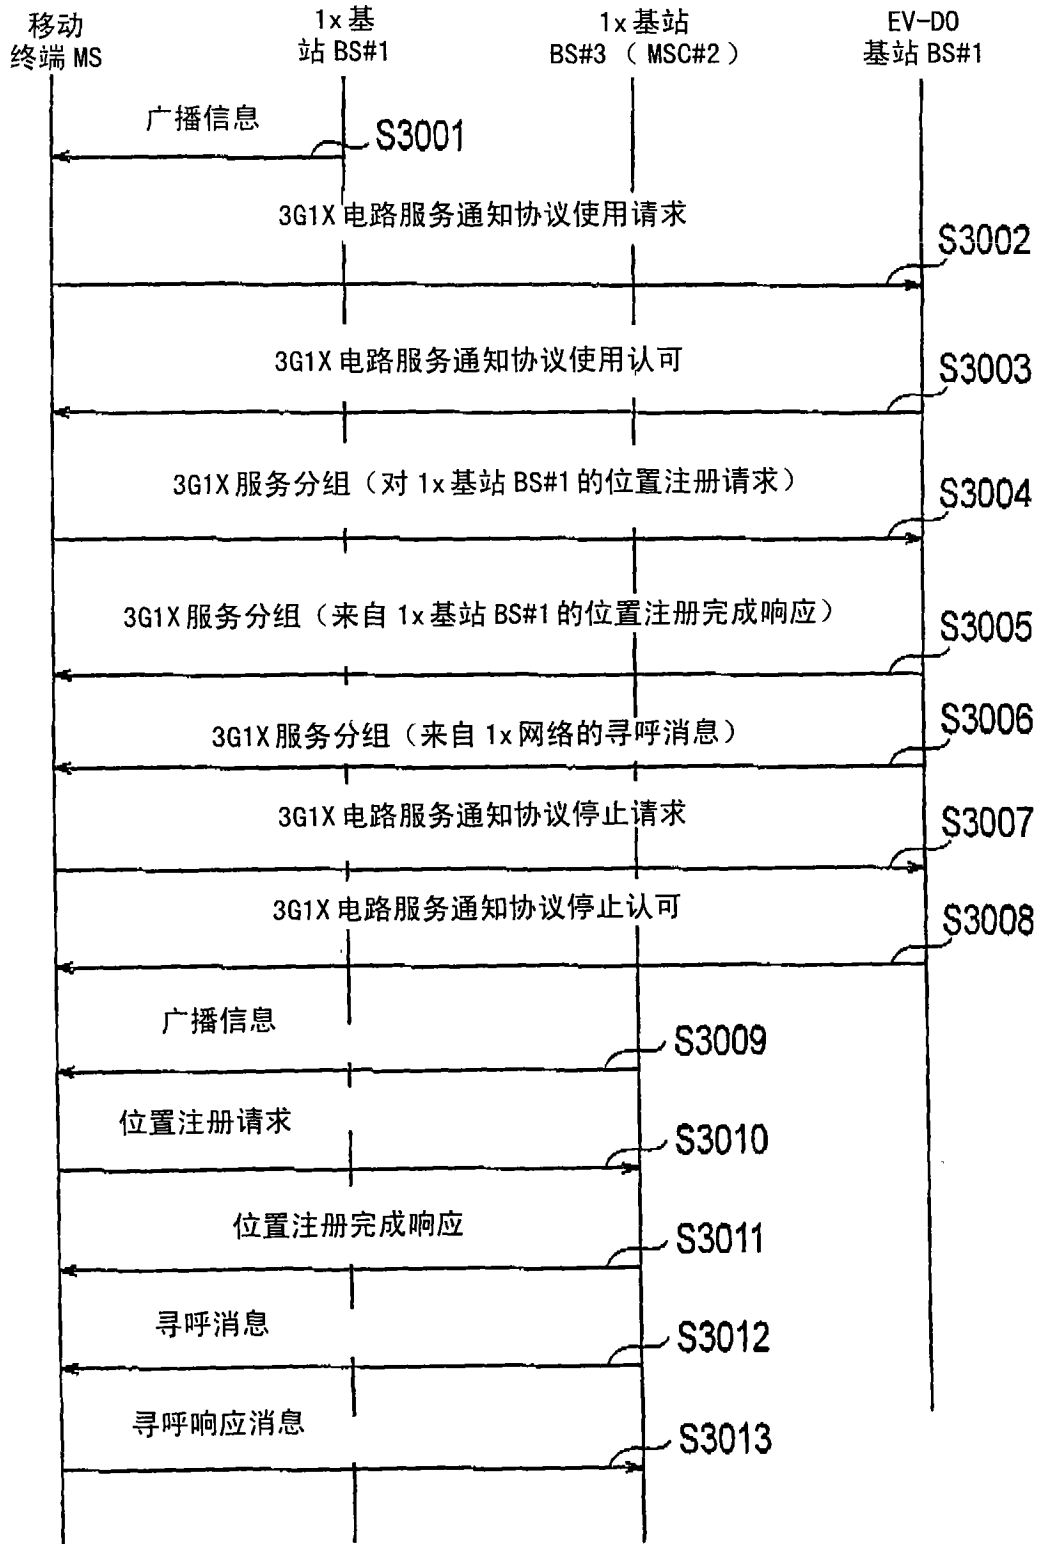 移动
终端 MS
1x 基
站 BS#1
1x 基站
BS#3（MSC#2）
EV-DO
基站 BS#1
广播信息
S3001
3G1X 电路服务通知协议使用请求
S3002
3G1X 电路服务通知协议使用认可
S3003
3G1X 服务分组（对 1x 基站 BS#1 的位置注册请求）
S3004
3G1X 服务分组（来自 1x 基站 BS#1 的位置注册完成响应）
S3005
3G1X 服务分组（来自 1x 网络的寻呼消息）
S3006
3G1X 电路服务通知协议停止请求
S3007
3G1X 电路服务通知协议停止认可
S3008
广播信息
S3009
位置注册请求
S3010
位置注册完成响应
S3011
寻呼消息
S3012
寻呼响应消息
S3013